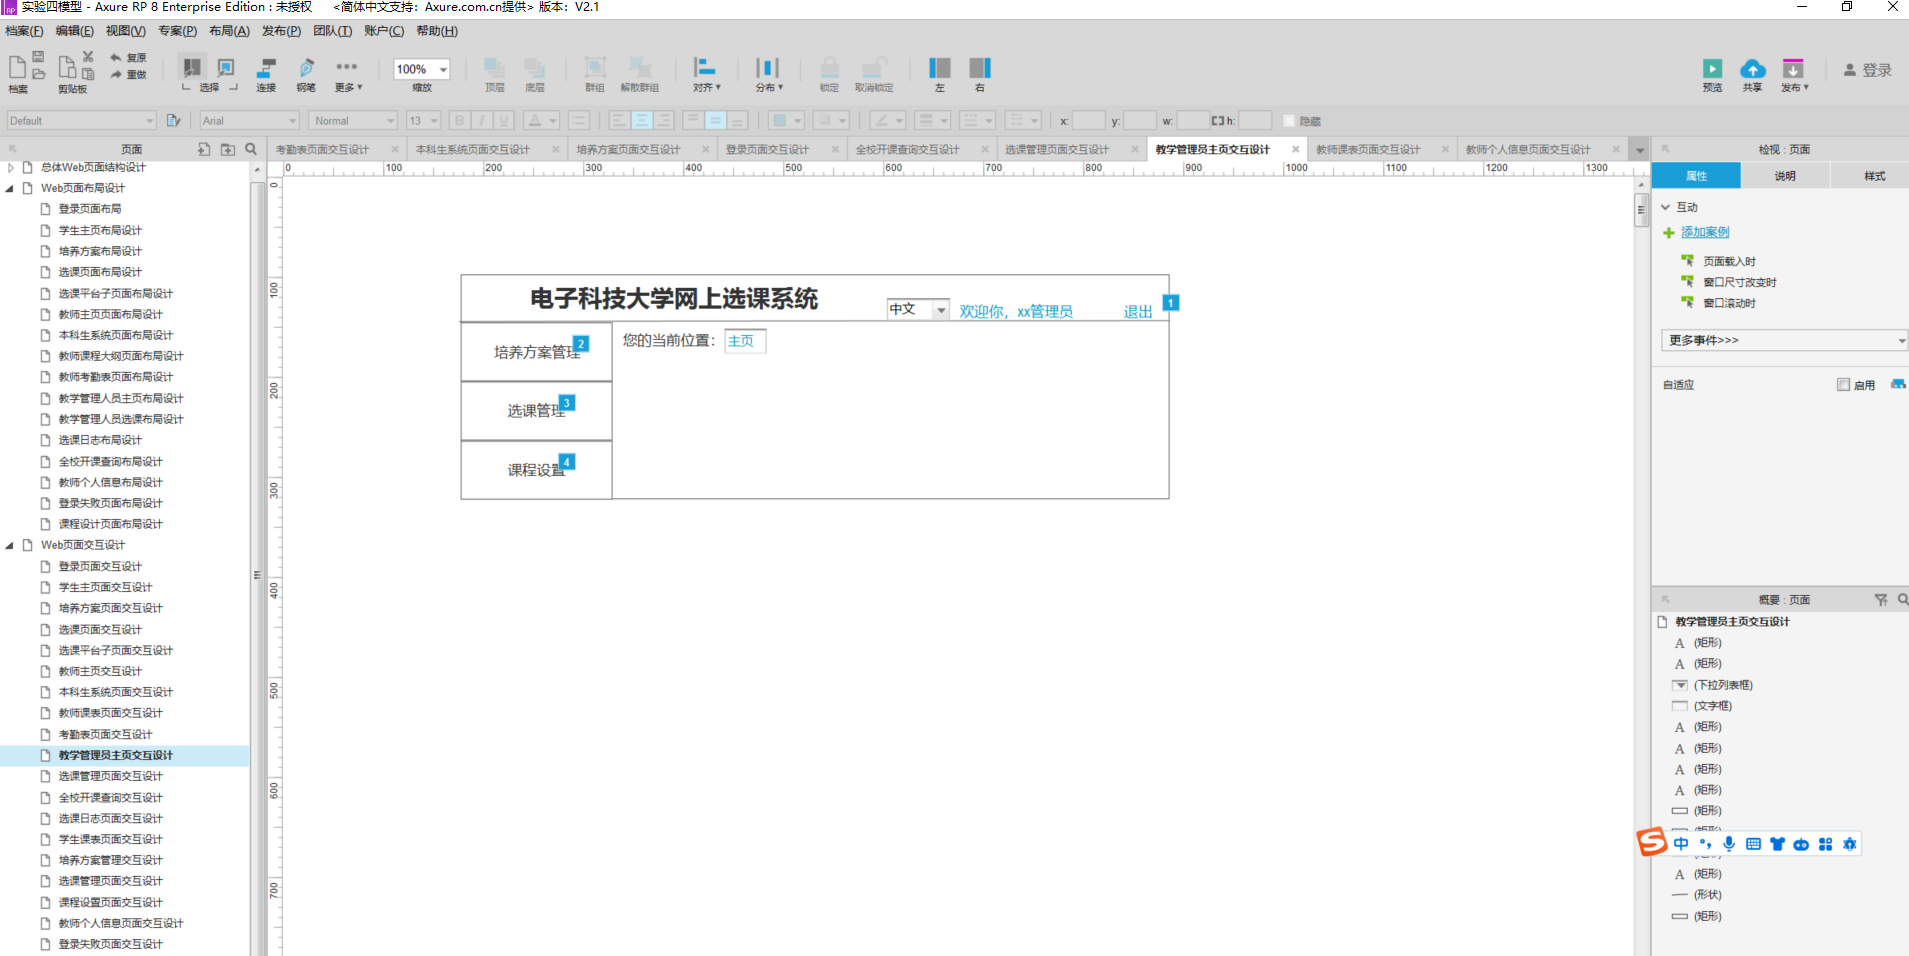 实验四模型 - Axure RP 8 Enterprise Edition : 未授权 <简体中文支持：Axure.com.cn提供> 版本：V2.1
档案(F) 编辑(E) 视图(V) 专案(P) 布局(A) 发布(P) 团队(T) 账户(C) 帮助(H)
复原
重做
100%
登录
档案 剪贴板 选择 连接 钢笔 更多 缩放 顶层 底层 群组 解散群组 对齐 分布 锁定 取消锁定 左 右 预览 共享 发布
Default Arial Normal 13 B I U A x: y: w: h: 隐藏
页面
考勤表页面交互设计 本科生系统页面交互设计 培养方案页面交互设计 登录页面交互设计 全校开课查询交互设计 选课管理页面交互设计 教学管理员主页交互设计 教师课表页面交互设计 教师个人信息页面交互设计
检视 : 页面
0 100 200 300 400 500 600 700 800 900 1000 1100 1200 1300
0
100
200
300
400
500
600
700
总体Web页面结构设计
Web页面布局设计
登录页面布局
学生主页布局设计
培养方案布局设计
选课页面布局设计
选课平台子页面布局设计
教师主页页面布局设计
本科生系统页面布局设计
教师课程大纲页面布局设计
教师考勤表页面布局设计
教学管理人员主页布局设计
教学管理人员选课布局设计
选课日志布局设计
全校开课查询布局设计
教师个人信息布局设计
登录失败页面布局设计
课程设计页面布局设计
Web页面交互设计
登录页面交互设计
学生主页面交互设计
培养方案页面交互设计
选课页面交互设计
选课平台子页面交互设计
教师主页交互设计
本科生系统页面交互设计
教师课表页面交互设计
考勤表页面交互设计
教学管理员主页交互设计
选课管理页面交互设计
全校开课查询交互设计
选课日志页面交互设计
学生课表页面交互设计
培养方案管理交互设计
选课管理页面交互设计
课程设置页面交互设计
教师个人信息页面交互设计
登录失败页面交互设计
电子科技大学网上选课系统
中文 欢迎你，xx管理员 退出 1
培养方案管理 2
您的当前位置： 主页
选课管理 3
课程设置 4
属性 说明 样式
互动
添加案例
页面载入时
窗口尺寸改变时
窗口滚动时
更多事件>>>
自适应 启用
概要 : 页面
教学管理员主页交互设计
A (矩形)
A (矩形)
(下拉列表框)
(文字框)
A (矩形)
A (矩形)
A (矩形)
A (矩形)
(矩形)
中
A (矩形)
(形状)
(矩形)